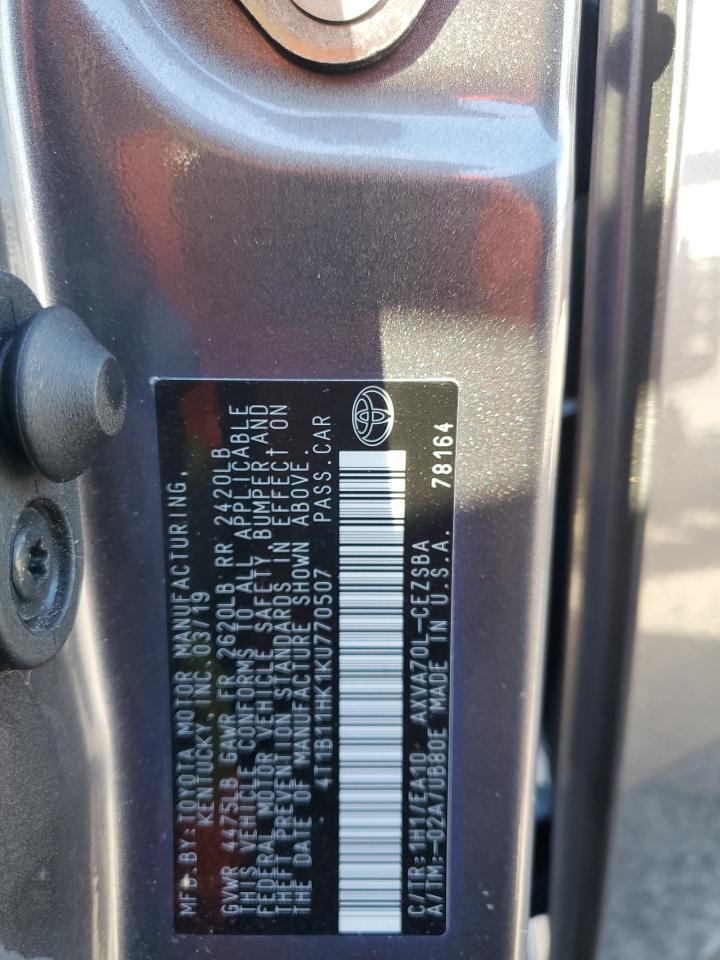 MFD.BY:TOYOTA MOTOR MANUFACTURING,
KENTUCKY, INC. 03/19
GVWR 4475LB GAWR FR 2620LB RR 2420LB
THIS VEHICLE CONFORMS TO ALL APPLICABLE
FEDERAL MOTOR VEHICLE SAFETY BUMPER AND
THEFT PREVENTION STANDARDS IN EFFECT ON
THE DATE OF MANUFACTURE SHOWN ABOVE.
4T1B11HK1KU770507 PASS.CAR
C/TR:1H1/EA10 AXVA70L-CEZSBA
A/TM:-02A/UB80E MADE IN U.S.A. 78164